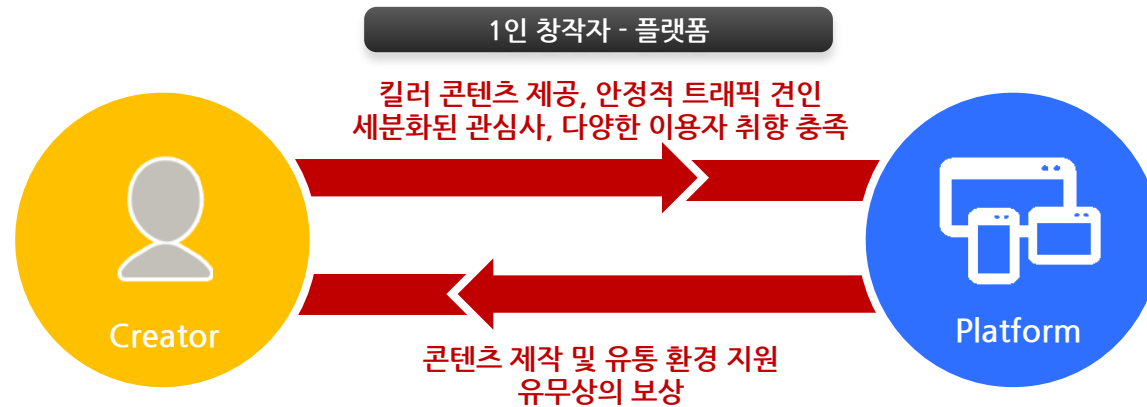 1인 창작자 - 플랫폼
킬러 콘텐츠 제공, 안정적 트래픽 견인
세분화된 관심사, 다양한 이용자 취향 충족
Creator
Platform
콘텐츠 제작 및 유통 환경 지원
유무상의 보상